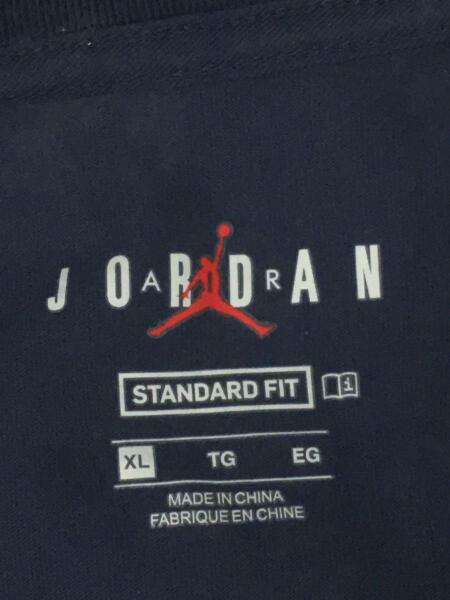 JORDAN
AIR
STANDARD FIT
i
XL TG EG
MADE IN CHINA
FABRIQUE EN CHINE